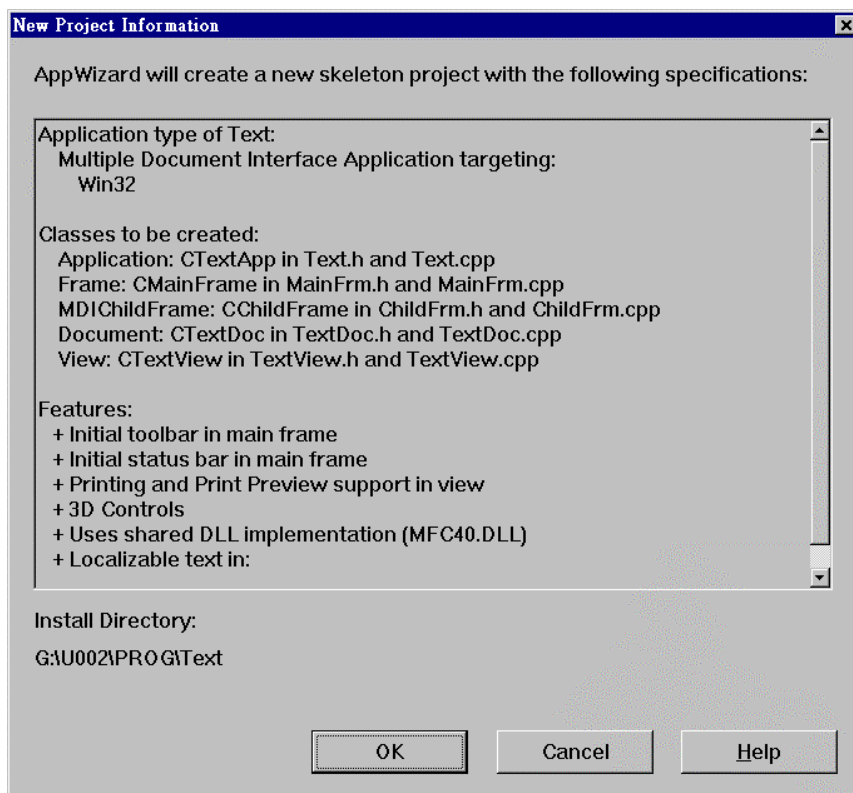 New Project Information
AppWizard will create a new skeleton project with the following specifications:
Application type of Text:
Multiple Document Interface Application targeting:
Win32
Classes to be created:
Application: CTextApp in Text.h and Text.cpp
Frame: CMainFrame in MainFrm.h and MainFrm.cpp
MDIChildFrame: CChildFrame in ChildFrm.h and ChildFrm.cpp
Document: CTextDoc in TextDoc.h and TextDoc.cpp
View: CTextView in TextView.h and TextView.cpp
Features:
+ Initial toolbar in main frame
+ Initial status bar in main frame
+ Printing and Print Preview support in view
+ 3D Controls
+ Uses shared DLL implementation (MFC40.DLL)
+ Localizable text in:
Install Directory:
G:\U002\PROG\Text
OK Cancel Help